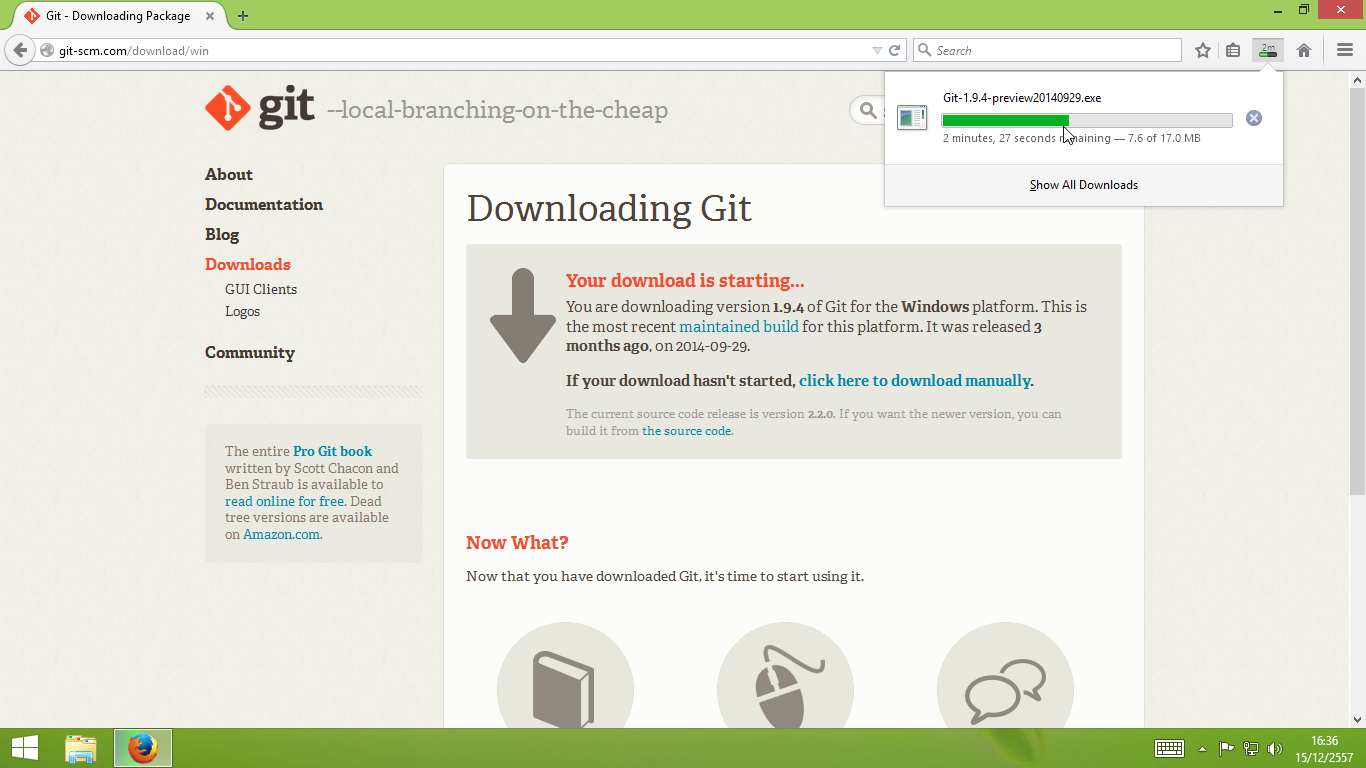 Git - Downloading Package
git-scm.com/download/win
Search
2m
Git-1.9.4-preview20140929.exe
2 minutes, 27 seconds remaining — 7.6 of 17.0 MB
Show All Downloads
git --local-branching-on-the-cheap
About
Documentation
Blog
Downloads
GUI Clients
Logos
Community
The entire Pro Git book
written by Scott Chacon and
Ben Straub is available to
read online for free. Dead
tree versions are available
on Amazon.com.
Downloading Git
Your download is starting...
You are downloading version 1.9.4 of Git for the Windows platform. This is
the most recent maintained build for this platform. It was released 3
months ago, on 2014-09-29.
If your download hasn't started, click here to download manually.
The current source code release is version 2.2.0. If you want the newer version, you can
build it from the source code.
Now What?
Now that you have downloaded Git, it's time to start using it.
16:36
15/12/2557